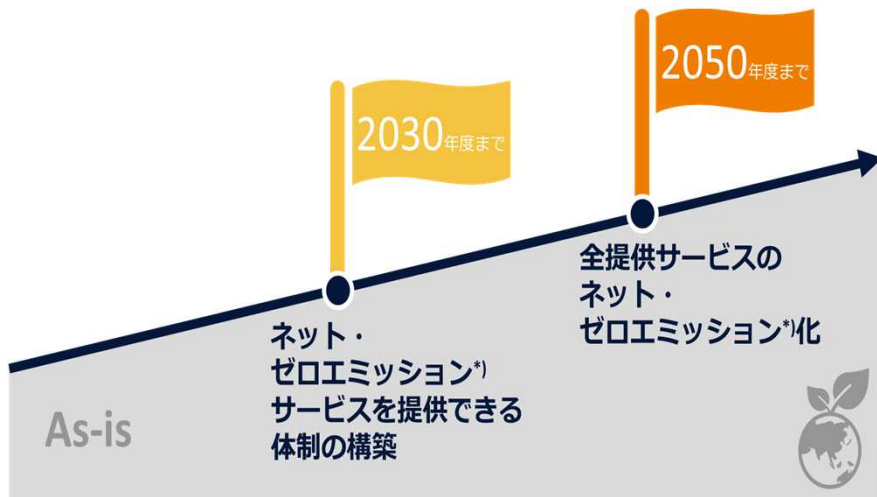 2050年度まで
2030年度まで
全提供サービスの
ネット・
ゼロエミッション*)化
ネット・
ゼロエミッション*)
サービスを提供できる
体制の構築
As-is